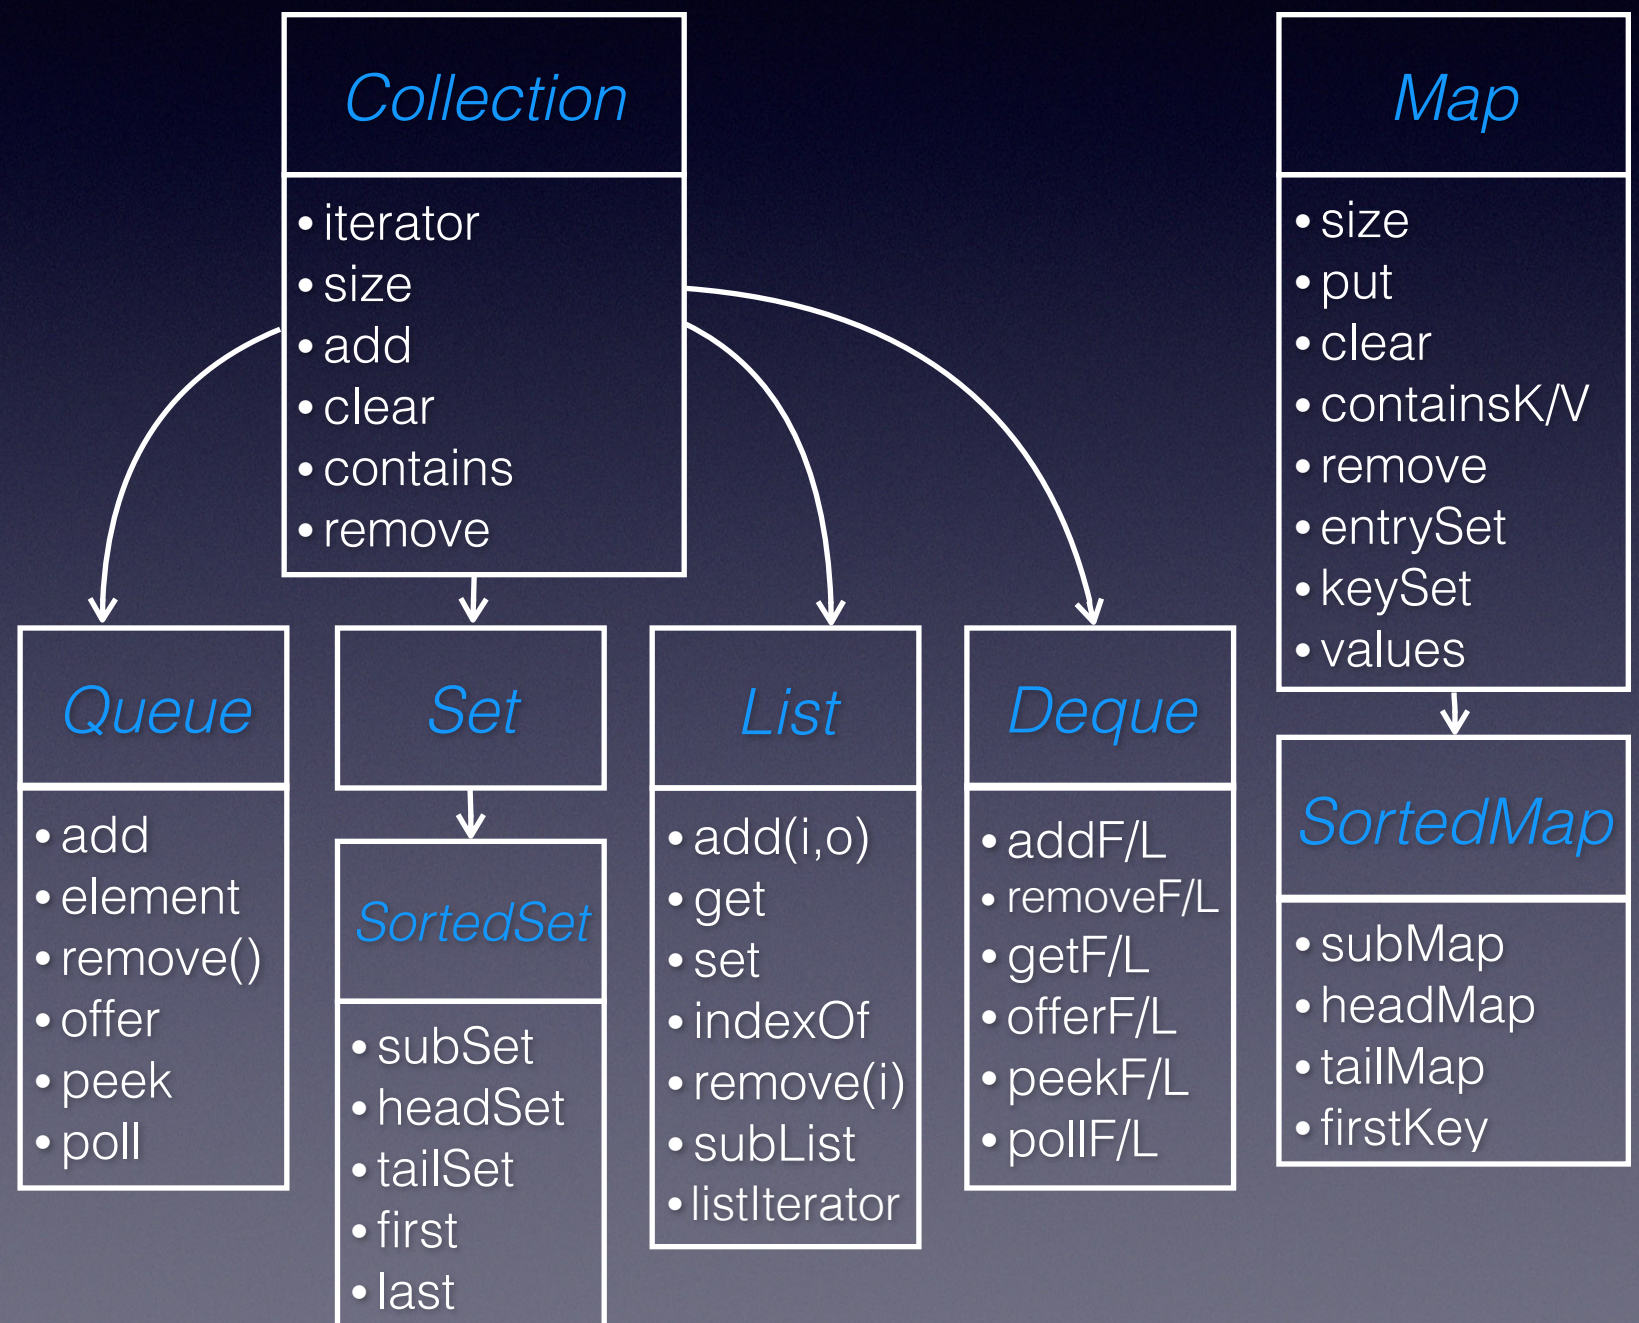 Collection
• iterator
• size
• add
• clear
• contains
• remove
Map
• size
• put
• clear
• containsK/V
• remove
• entrySet
• keySet
• values
Queue
• add
• element
• remove()
• offer
• peek
• poll
Set
SortedSet
• subSet
• headSet
• tailSet
• first
• last
List
• add(i,o)
• get
• set
• indexOf
• remove(i)
• subList
• listIterator
Deque
• addF/L
• removeF/L
• getF/L
• offerF/L
• peekF/L
• pollF/L
SortedMap
• subMap
• headMap
• tailMap
• firstKey